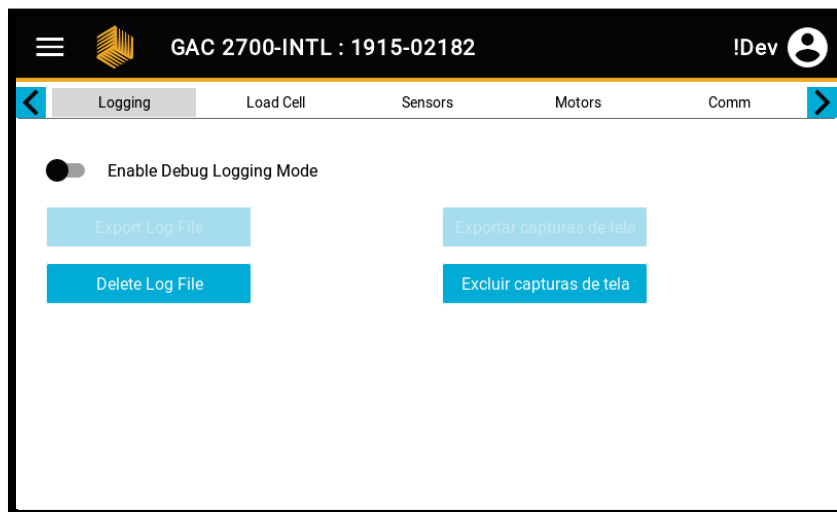 GAC 2700-INTL : 1915-02182 !Dev
Logging Load Cell Sensors Motors Comm
Enable Debug Logging Mode
Export Log File Exportar capturas de tela
Delete Log File Excluir capturas de tela